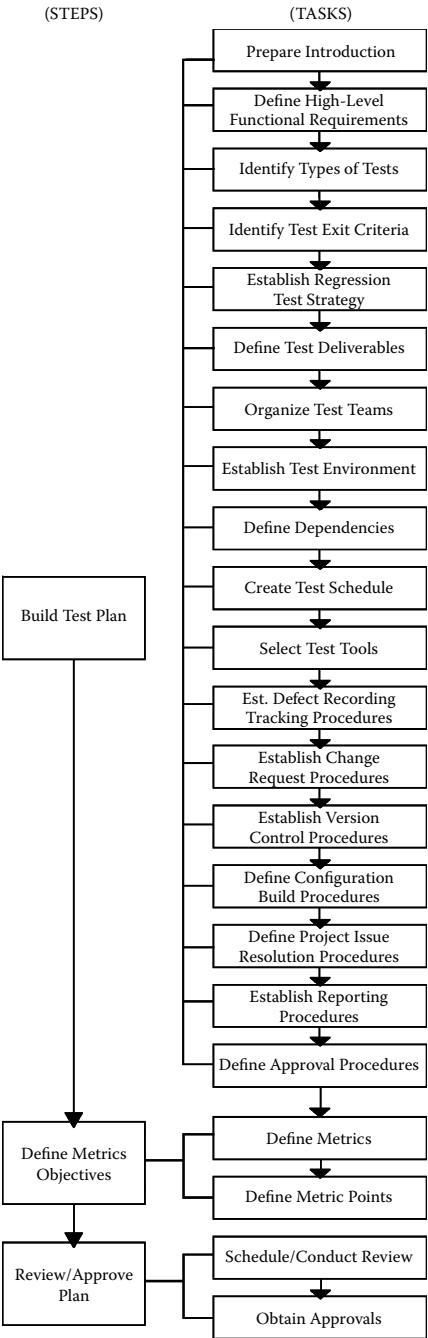 (STEPS)
(TASKS)
Prepare Introduction
Define High-Level
Functional Requirements
Identify Types of Tests
Identify Test Exit Criteria
Establish Regression
Test Strategy
Define Test Deliverables
Organize Test Teams
Establish Test Environment
Define Dependencies
Build Test Plan
Create Test Schedule
Select Test Tools
Est. Defect Recording
Tracking Procedures
Establish Change
Request Procedures
Establish Version
Control Procedures
Define Configuration
Build Procedures
Define Project Issue
Resolution Procedures
Establish Reporting
Procedures
Define Approval Procedures
Define Metrics
Objectives
Define Metrics
Define Metric Points
Review/Approve
Plan
Schedule/Conduct Review
Obtain Approvals